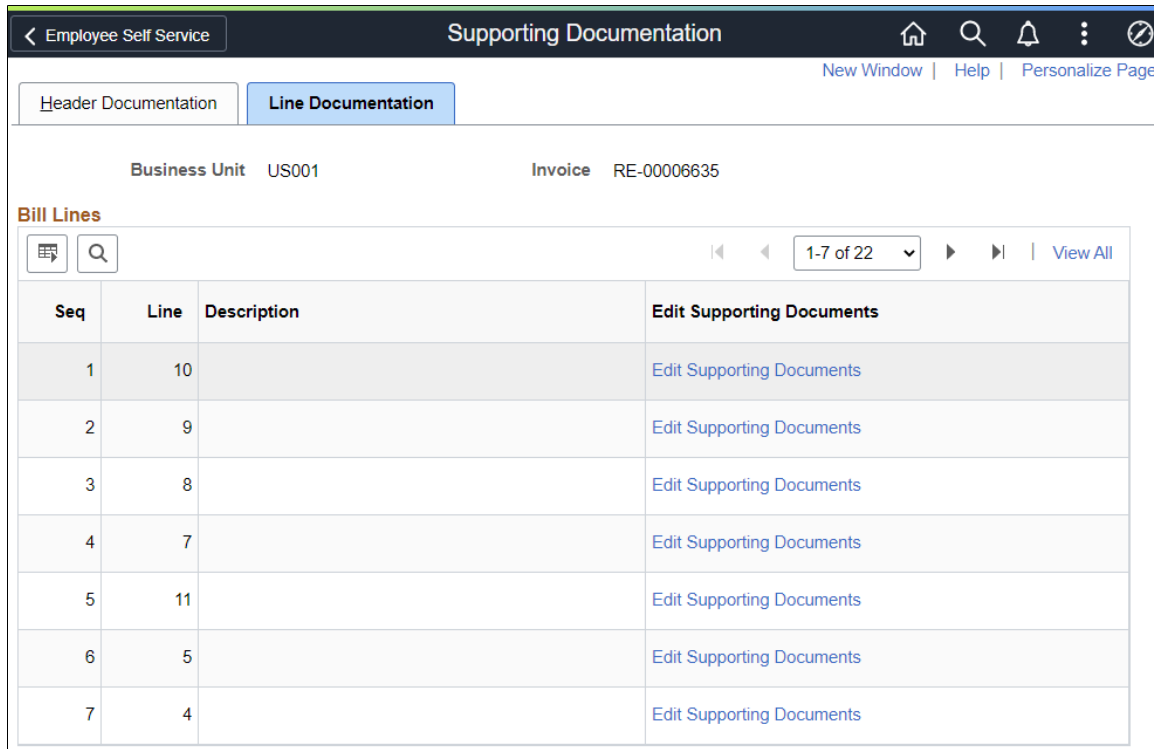 Employee Self Service Supporting Documentation
New Window | Help | Personalize Page
Header Documentation Line Documentation
Business Unit US001 Invoice RE-00006635
Bill Lines
1-7 of 22 | View All
Seq Line Description Edit Supporting Documents
1 10 Edit Supporting Documents
2 9 Edit Supporting Documents
3 8 Edit Supporting Documents
4 7 Edit Supporting Documents
5 11 Edit Supporting Documents
6 5 Edit Supporting Documents
7 4 Edit Supporting Documents